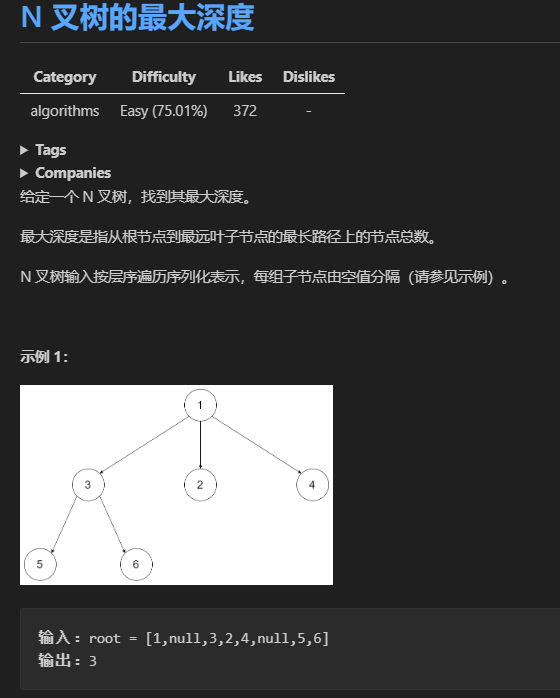 N 叉树的最大深度
Category Difficulty Likes Dislikes
algorithms Easy (75.01%) 372 -
Tags
Companies
给定一个 N 叉树，找到其最大深度。
最大深度是指从根节点到最远叶子节点的最长路径上的节点总数。
N 叉树输入按层序遍历序列化表示，每组子节点由空值分隔（请参见示例）。
示例 1：
1
3 2 4
5 6
输入：root = [1,null,3,2,4,null,5,6]
输出：3